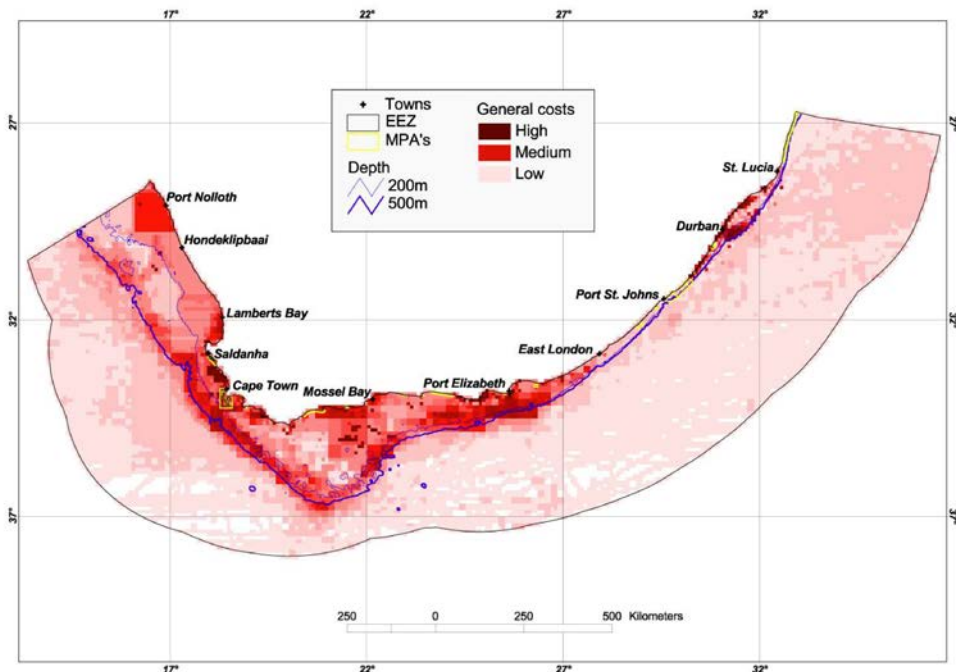 17°
22°
27°
32°
27°
27°
Towns
EEZ
MPA's
Depth
200m
500m
General costs
High
Medium
Low
St. Lucia
Port Nolloth
Durban
Hondeklipbaai
Port St. Johns
32°
32°
Lamberts Bay
East London
Saldanha
Cape Town
Mossel Bay
Port Elizabeth
37°
37°
250
0
250
500
Kilometers
17°
22°
27°
32°